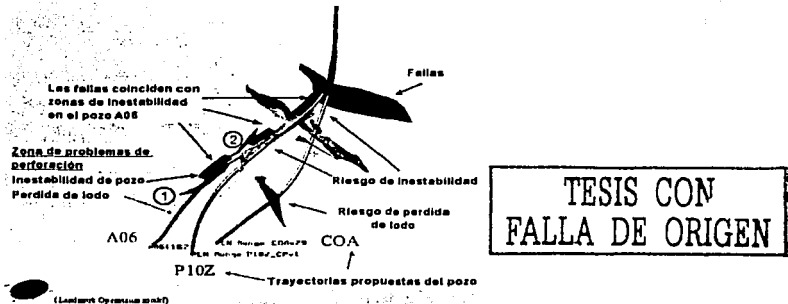 Fallas
Las fallas coinciden con
zonas de inestabilidad
en el pozo A06
②
Zona de problemas de
perforación
Inestabilidad de pozo
Perdida de lodo
①
Riesgo de inestabilidad
Riesgo de perdida
de lodo
A06
COA
P10Z
Trayectorias propuestas del pozo
TESIS CON
FALLA DE ORIGEN